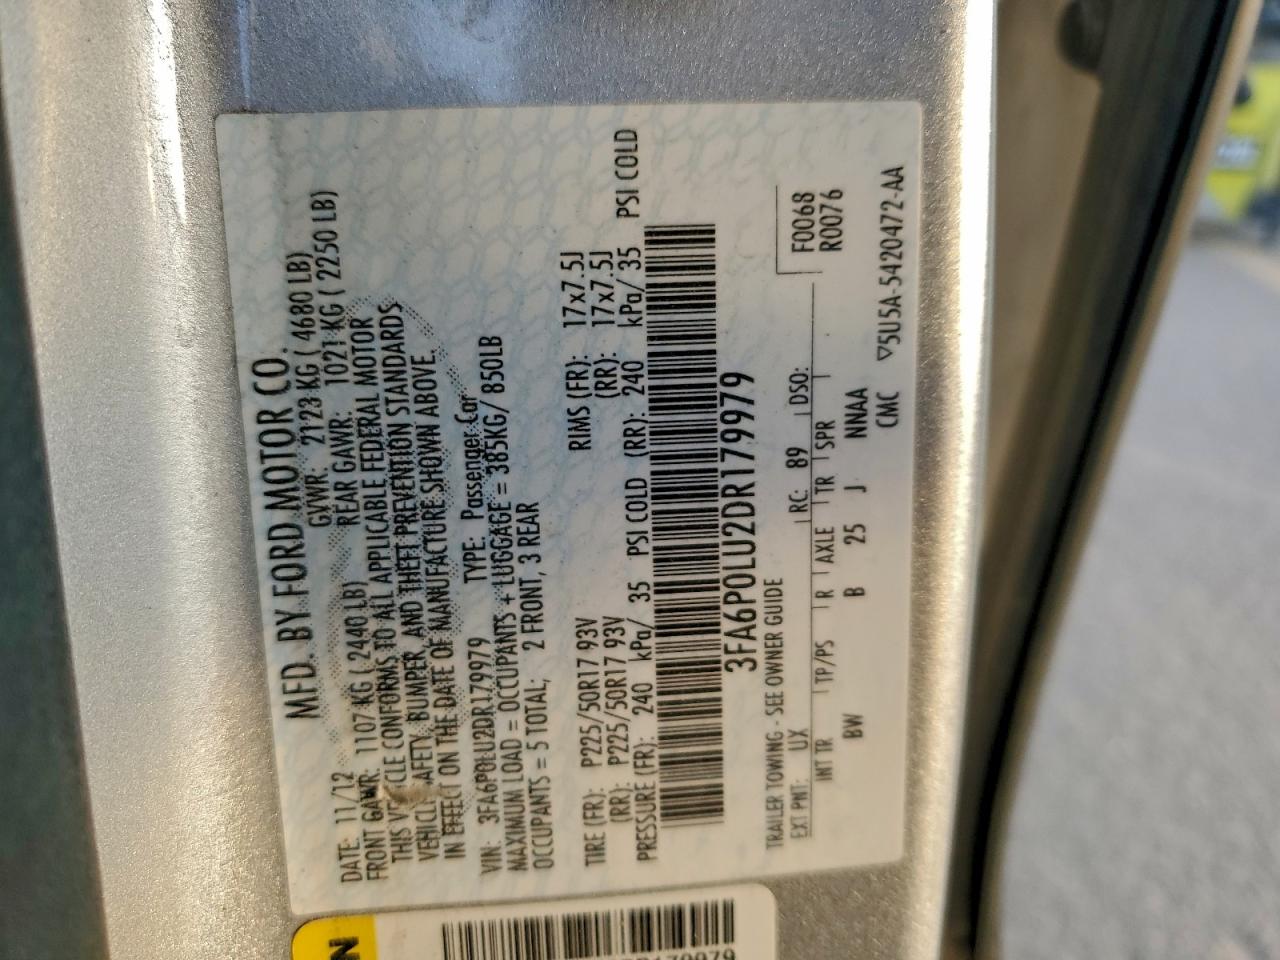 MFD. BY FORD MOTOR CO.
DATE: 11/12 GVWR: 2123 KG ( 4680 LB)
FRONT GAWR: 1107 KG ( 2440 LB) REAR GAWR: 1021 KG ( 2250 LB)
THIS VEHICLE CONFORMS TO ALL APPLICABLE FEDERAL MOTOR
VEHICLE SAFETY, BUMPER, AND THEFT PREVENTION STANDARDS
IN EFFECT ON THE DATE OF MANUFACTURE SHOWN ABOVE.
VIN: 3FA6P0LU2DR179979 TYPE: Passenger Car
MAXIMUM LOAD = OCCUPANTS + LUGGAGE = 385KG/ 850LB
OCCUPANTS = 5 TOTAL; 2 FRONT, 3 REAR
TIRE (FR): P225/50R17 93V RIMS (FR): 17x7.5J
(RR): P225/50R17 93V (RR): 17x7.5J
PRESSURE (FR): 240 kPa/ 35 PSI COLD (RR): 240 kPa/ 35 PSI COLD
3FA6P0LU2DR179979
TRAILER TOWING - SEE OWNER GUIDE F0068
EXT PNT: UX RC: 89 DSO: R0076
INT TR TP/PS R AXLE TR SPR
BW B 25 J NNAA
CMC ▽5U5A-5420472-AA